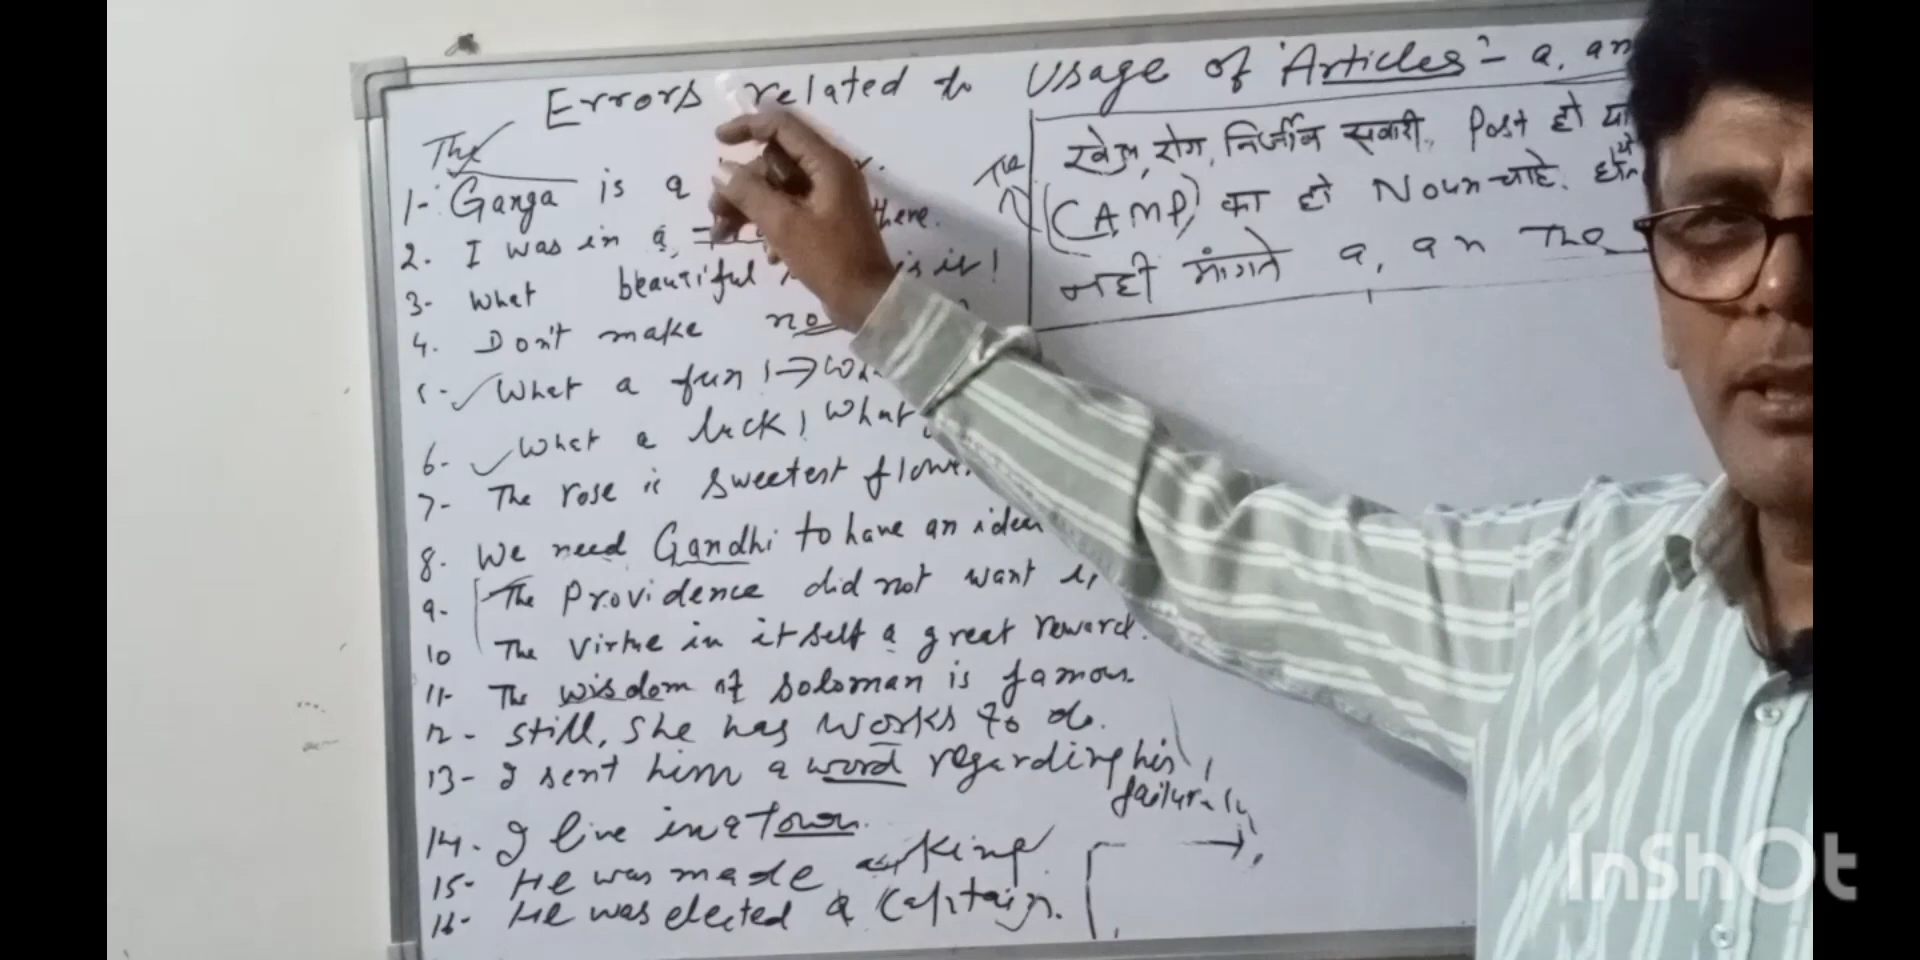 Errors related to Usage of Articles - a, an
The
1- Ganga is a
2. I was in a there.
3- What beautiful is it!
4. Don't make no
5- What a fun! →
6- What a luck! What
7- The rose is sweetest
8. We need Gandhi to have an
9. The Providence did not want
10 The virtue in itself a great reward.
11- The wisdom of Soloman is famous.
12- Still, she has works to do.
13- I sent him a word regarding his
failure
14- I live in a town.
15- He was made King
16- He was elected a Captain.
The
खेल, रोग, निर्जीव सवारी, Post हो या
(CAMP) का हो Noun चाहे
नहीं मांगते a, an The
InShOt